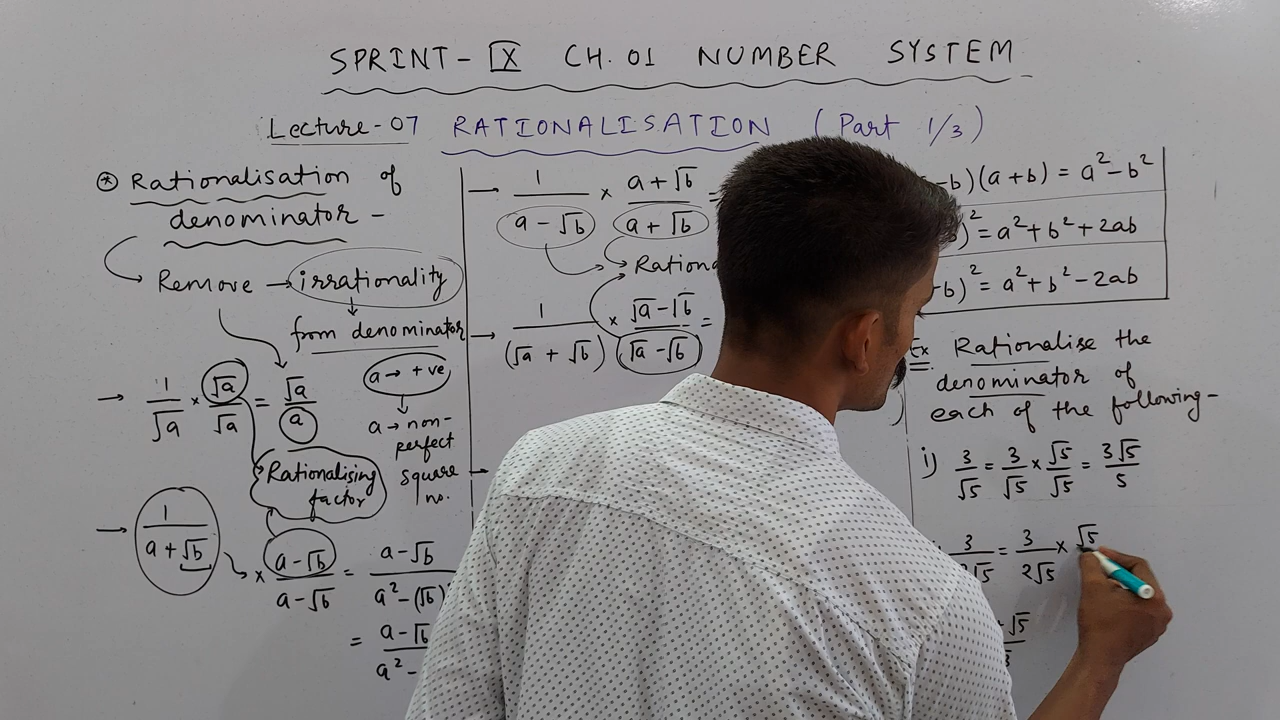 SPRINT - IX CH. 01 NUMBER SYSTEM
Lecture - 07 RATIONALISATION (Part 1/3)
⊛ Rationalisation of
denominator -
Remove → irrationality
from denominator
a → +ve
a → non-
perfect
square
no.
→ 1/√a × √a/√a = √a/a
Rationalising
factor
→ 1/(a + √b)
× (a - √b)/(a - √b) = (a - √b)/(a² - (√b)
= (a - √b)/(a² -
→ 1/(a - √b) × (a + √b)/(a + √b) =
→ 1/(√a + √b) × (√a - √b)/(√a - √b) =
→
-b)(a + b) = a² - b²
)² = a² + b² + 2ab
-b)² = a² + b² - 2ab
Ex Rationalise the
denominator of
each of the following -
i) 3/√5 = 3/√5 × √5/√5 = 3√5/5
3/2√5 = 3/2√5 × √5
√5